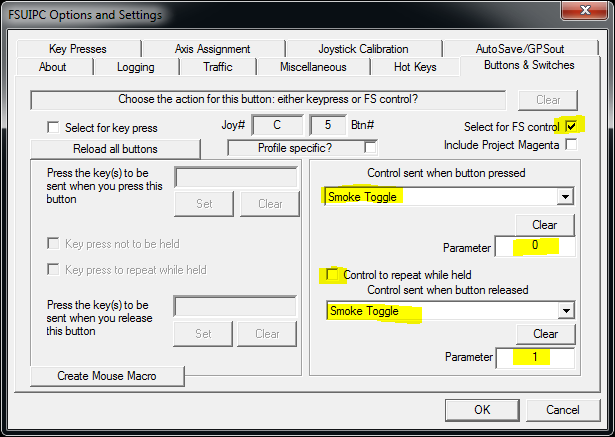 FSUIPC Options and Settings
Key Presses Axis Assignment Joystick Calibration AutoSave/GPSout
About Logging Traffic Miscellaneous Hot Keys Buttons & Switches
Choose the action for this button: either keypress or FS control? Clear
Select for key press Joy# C 5 Btn# Select for FS control
Reload all buttons Profile specific? Include Project Magenta
Press the key(s) to be
sent when you press this
button
Set Clear
Key press not to be held
Key press to repeat while held
Press the key(s) to be
sent when you release
this button
Set Clear
Create Mouse Macro
Control sent when button pressed
Smoke Toggle
Clear
Parameter 0
Control to repeat while held
Control sent when button released
Smoke Toggle
Clear
Parameter 1
OK Cancel